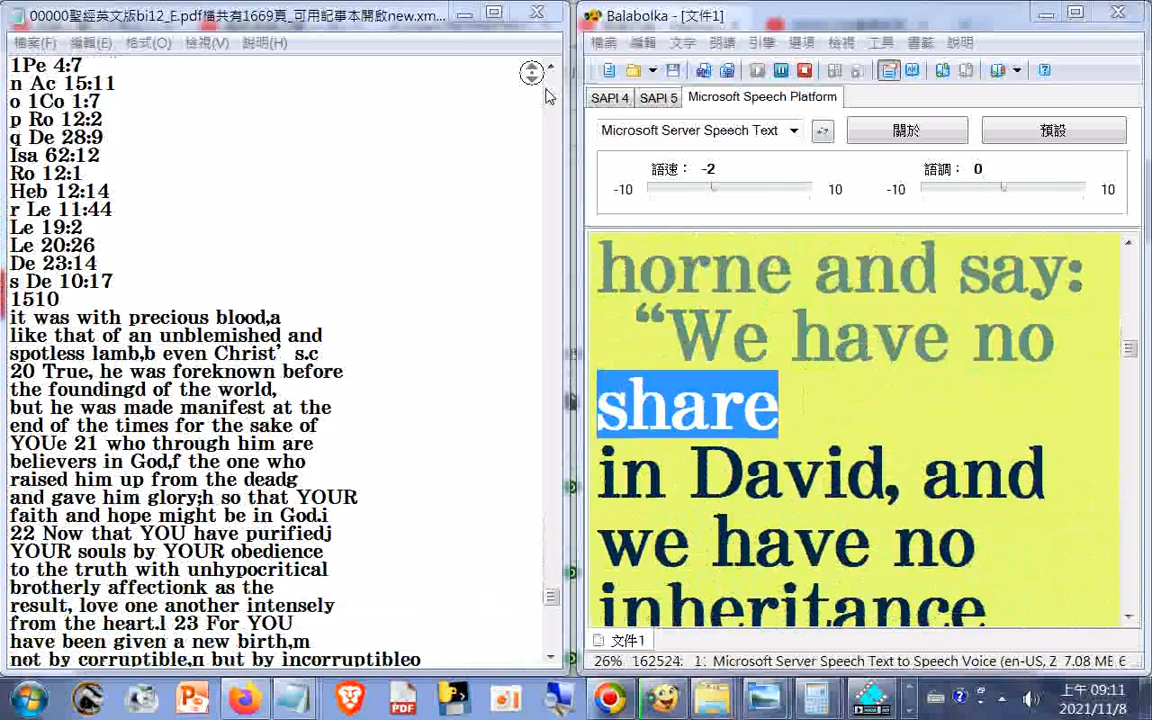 00000聖經英文版bi12_E.pdf檔共有1669頁_可用記事本開啟new.xm...
檔案(F) 編輯(E) 格式(O) 檢視(V) 說明(H)
1Pe 4:7
n Ac 15:11
o 1Co 1:7
p Ro 12:2
q De 28:9
Isa 62:12
Ro 12:1
Heb 12:14
r Le 11:44
Le 19:2
Le 20:26
De 23:14
s De 10:17
1510
it was with precious blood,a
like that of an unblemished and
spotless lamb,b even Christ’ s.c
20 True, he was foreknown before
the foundingd of the world,
but he was made manifest at the
end of the times for the sake of
YOUe 21 who through him are
believers in God,f the one who
raised him up from the deadg
and gave him glory;h so that YOUR
faith and hope might be in God.i
22 Now that YOU have purifiedj
YOUR souls by YOUR obedience
to the truth with unhypocritical
brotherly affectionk as the
result, love one another intensely
from the heart.l 23 For YOU
have been given a new birth,m
not by corruptible,n but by incorruptibleo
Balabolka - [文件1]
檔案 編輯 文字 朗讀 引擎 選項 檢視 工具 書籤 說明
SAPI 4 SAPI 5 Microsoft Speech Platform
Microsoft Server Speech Text 關於 預設
語速： -2 語調： 0
-10 10 -10 10
horne and say:
“We have no
share
in David, and
we have no
inheritance
文件1
26% 162524: 1: Microsoft Server Speech Text to Speech Voice (en-US, Z 7.08 MB 6
PDF
上午 09:11
2021/11/8